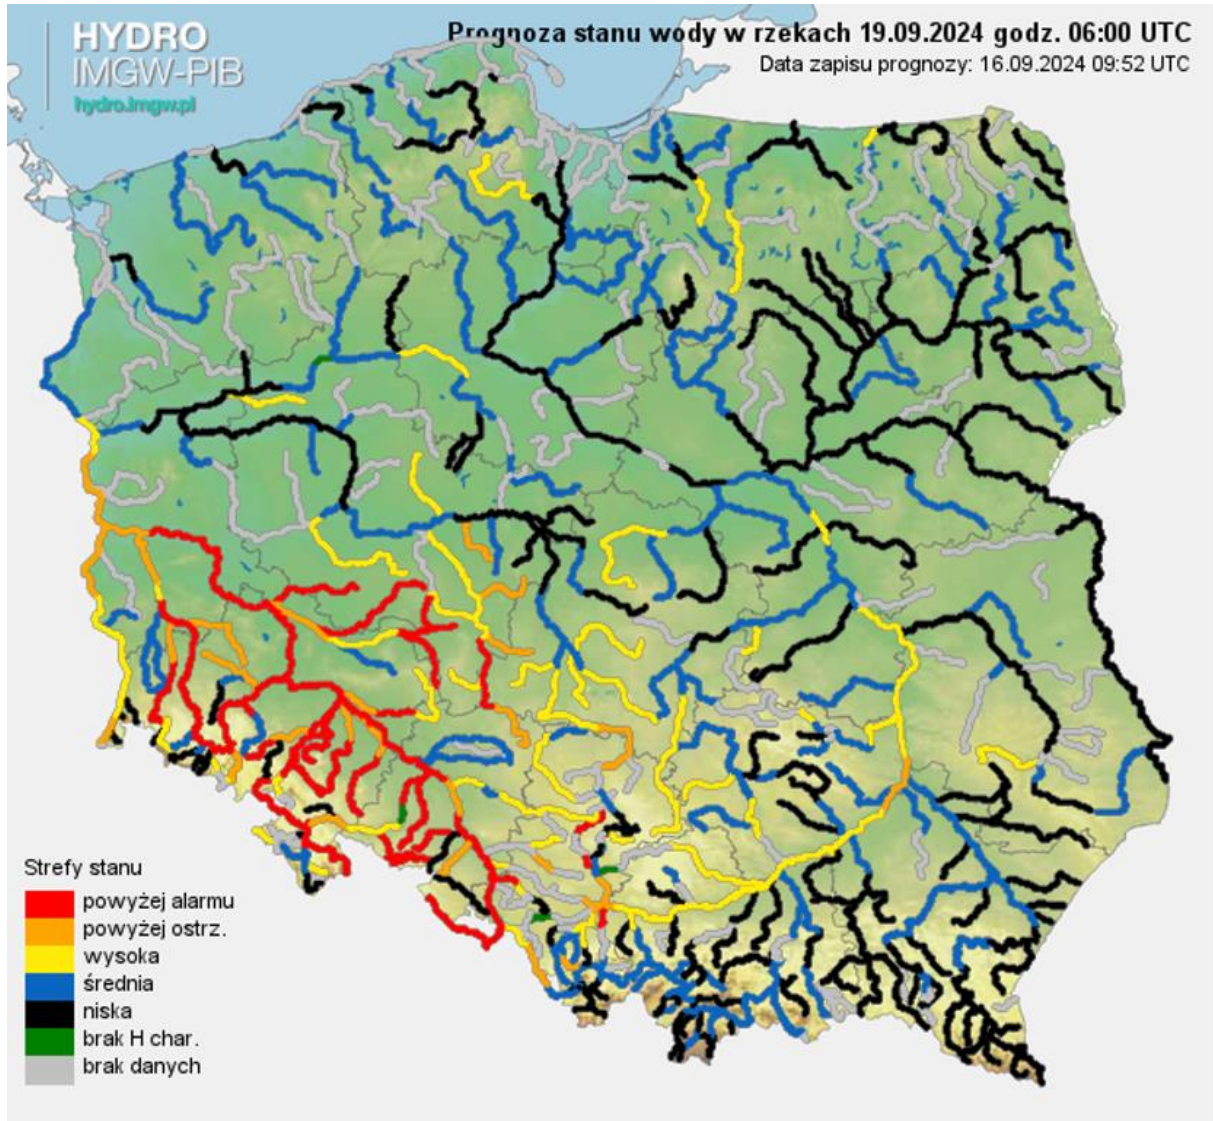 HYDRO
IMGW-PIB
hydro.imgw.pl
Prognoza stanu wody w rzekach 19.09.2024 godz. 06:00 UTC
Data zapisu prognozy: 16.09.2024 09:52 UTC
Strefy stanu
powyżej alarmu
powyżej ostrz.
wysoka
średnia
niska
brak H char.
brak danych